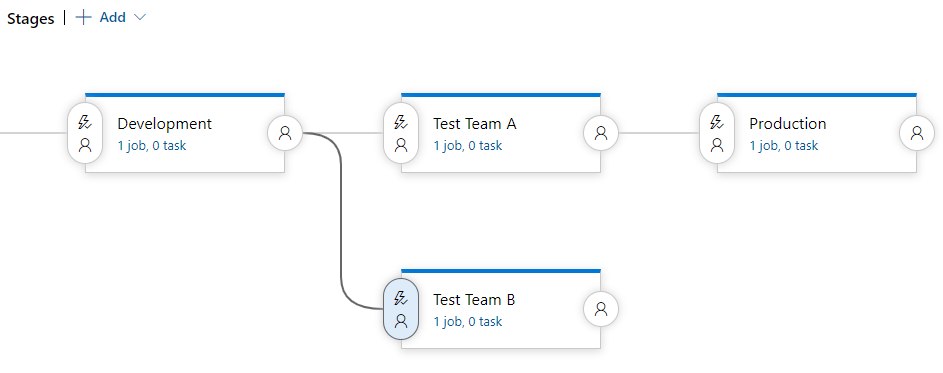 Stages | + Add
Development
1 job, 0 task
Test Team A
1 job, 0 task
Production
1 job, 0 task
Test Team B
1 job, 0 task